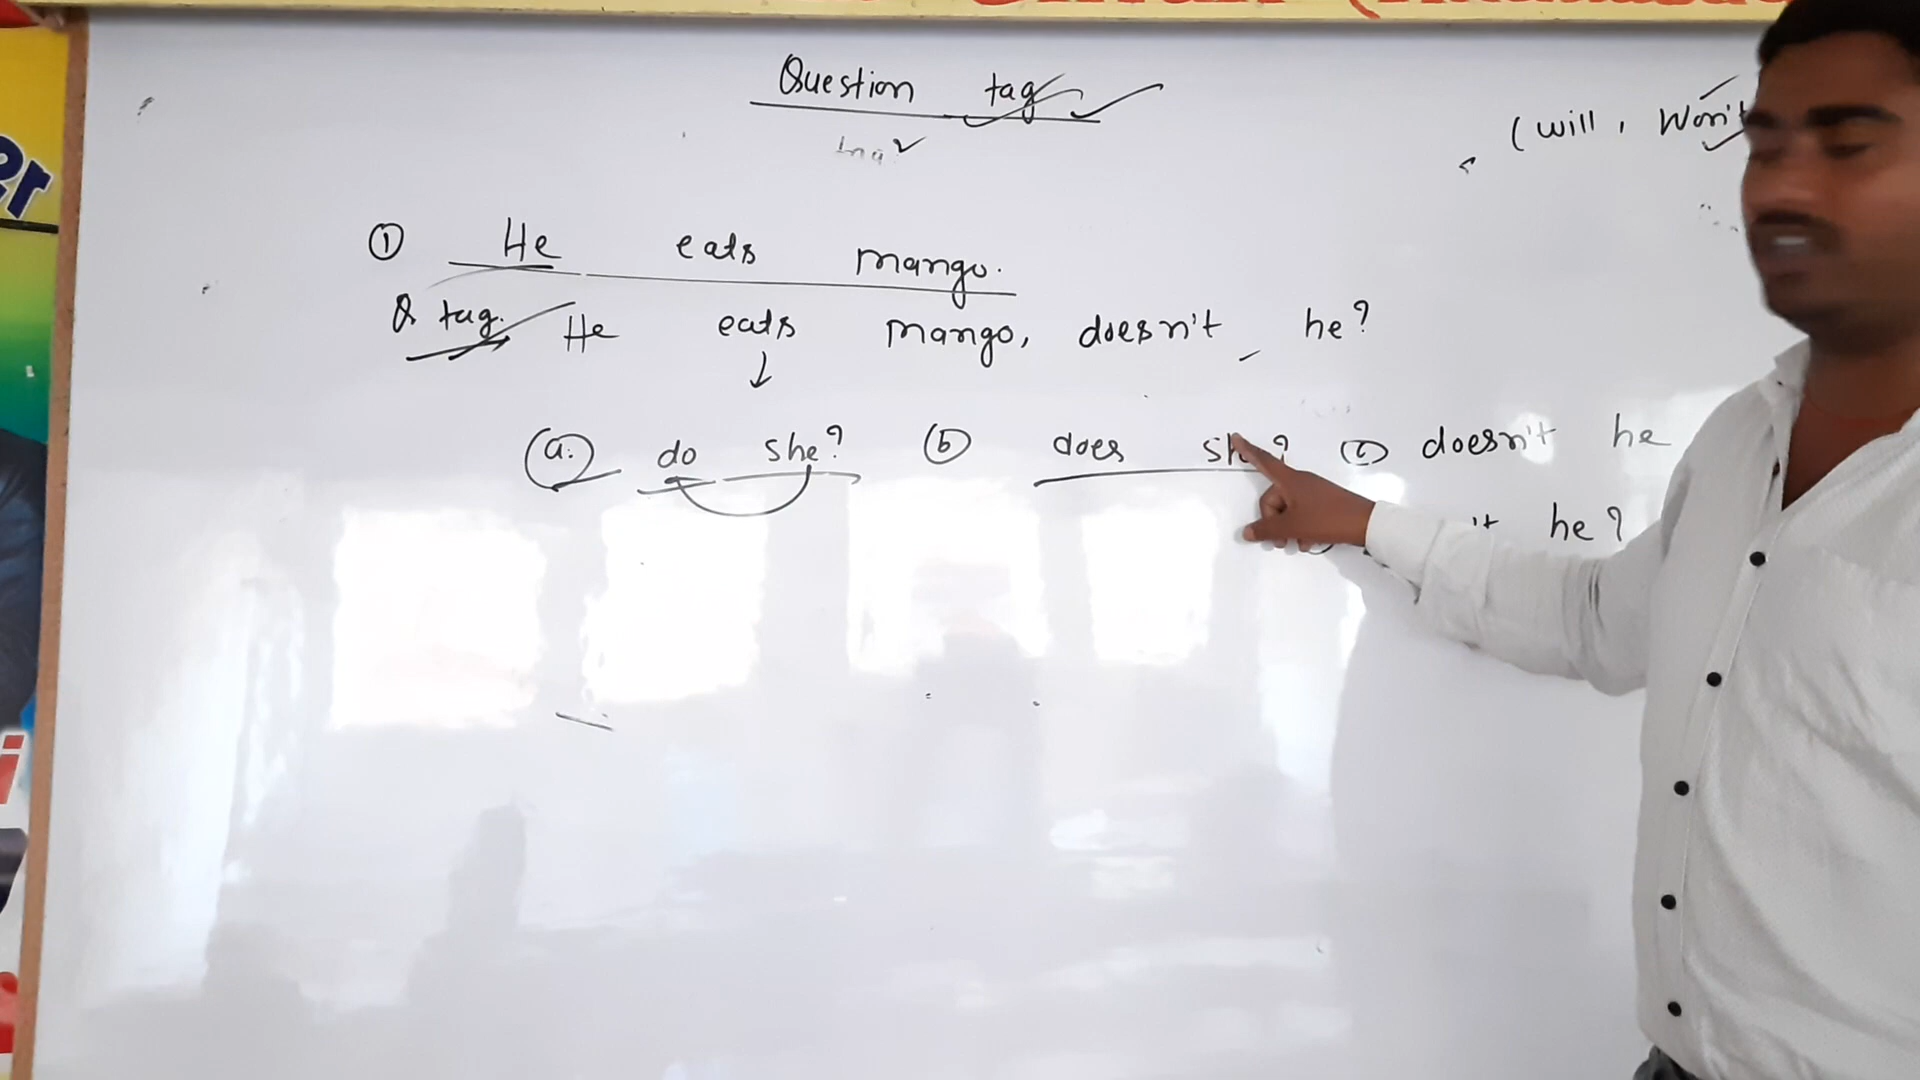 Question tag
(will, Won't
① He eats mango.
Q tag. He eats mango, doesn't he?
(a.) do she? (b) does she? (c) doesn't he
he?